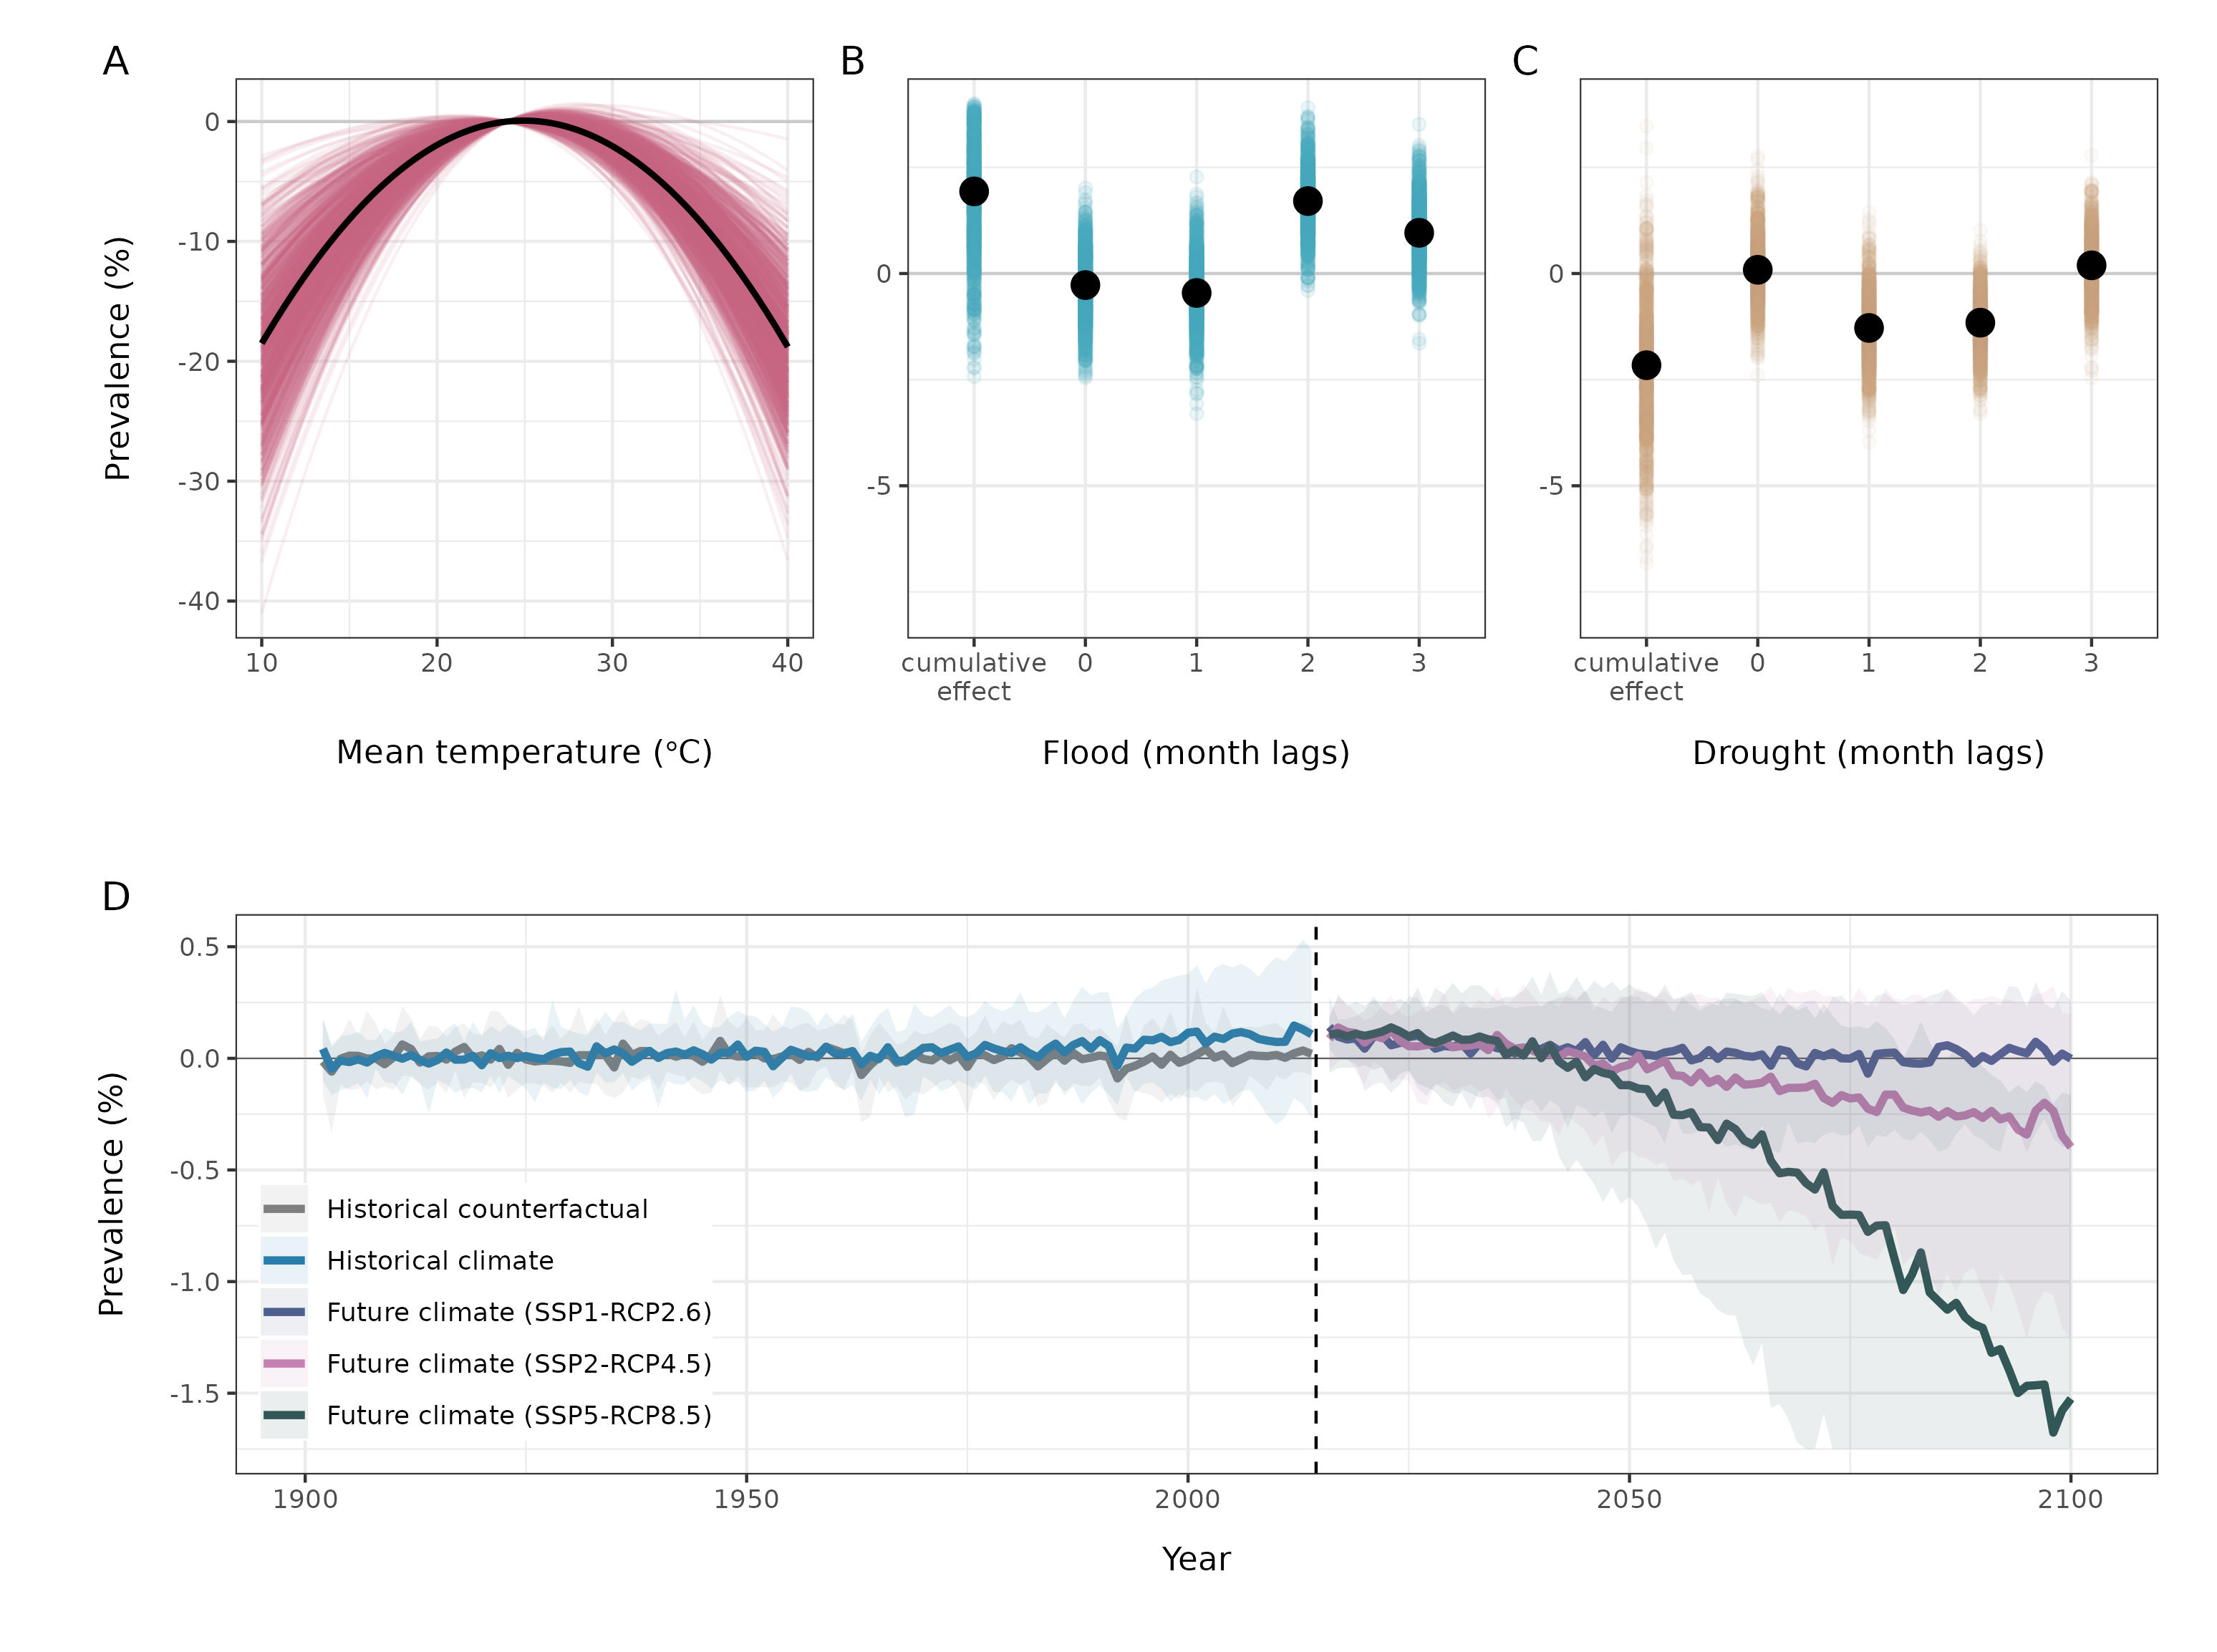 A
B
C
Prevalence (%)
0
-10
-20
-30
-40
10
20
30
40
Mean temperature (°C)
0
-5
cumulative
effect
0
1
2
3
Flood (month lags)
0
-5
cumulative
effect
0
1
2
3
Drought (month lags)
D
Prevalence (%)
0.5
0.0
-0.5
-1.0
-1.5
Historical counterfactual
Historical climate
Future climate (SSP1-RCP2.6)
Future climate (SSP2-RCP4.5)
Future climate (SSP5-RCP8.5)
1900
1950
2000
2050
2100
Year